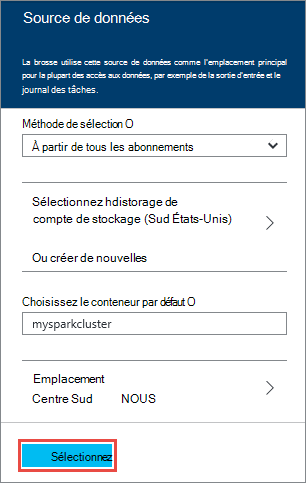 Source de données
La brosse utilise cette source de données comme l'emplacement principal
pour la plupart des accès aux données, par exemple de la sortie d'entrée et le
journal des tâches.
Méthode de sélection O
À partir de tous les abonnements
Sélectionnez hdistorage de
compte de stockage (Sud États-Unis)
Ou créer de nouvelles
Choisissez le conteneur par défaut O
mysparkcluster
Emplacement
Centre Sud NOUS
Sélectionnez